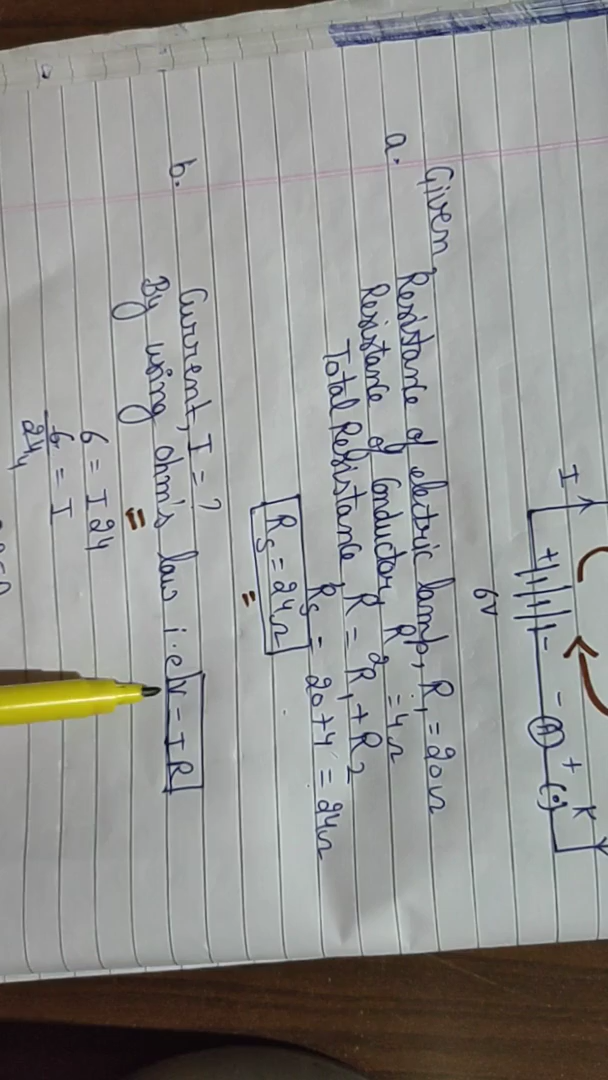 I
+ -
- A +
(·)
K
6V
Given,
a. Resistance of electric lamp, R₁ = 20Ω
Resistance of Conductor, R₂ = 4Ω
Total Resistance, R = R₁ + R₂
Rs = 20+4 = 24Ω
Rs = 24Ω
b. Current, I = ?
By using ohm's law i.e V = IR
6 = I 24
6/24 = I